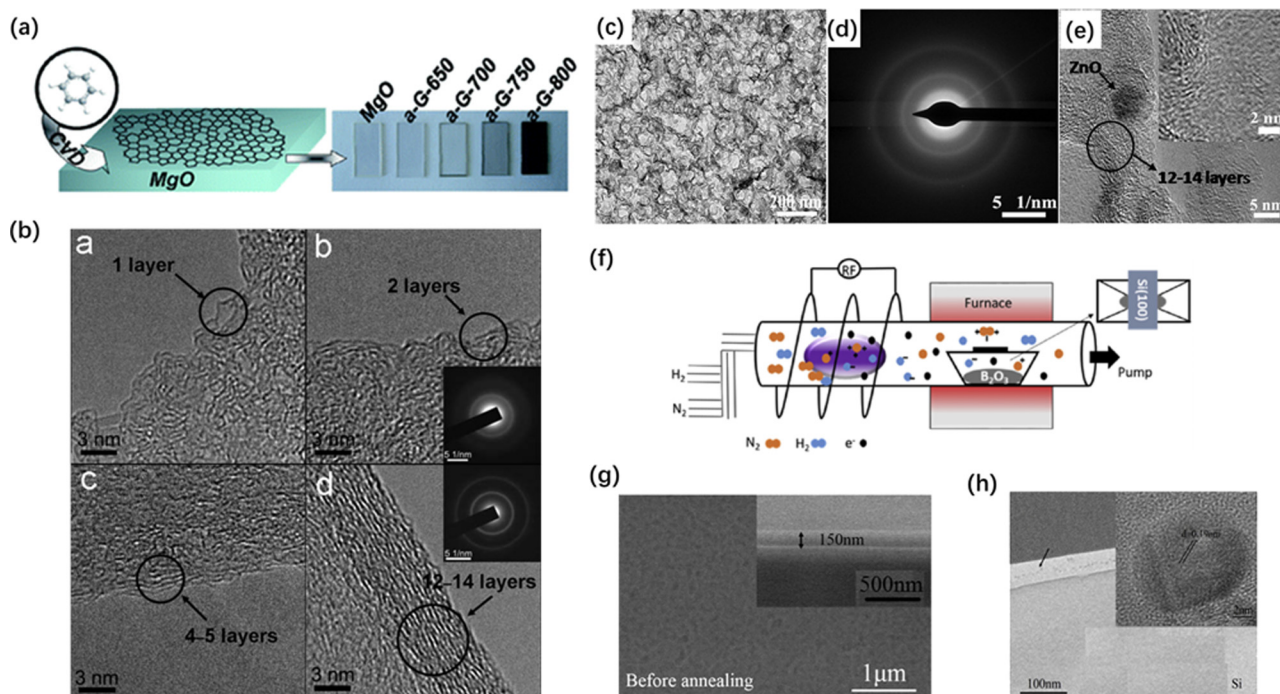 (a)
MgO
a-G-650
a-G-700
a-G-750
a-G-800
CVD
MgO
(b)
a
1 layer
3 nm
b
2 layers
5 1/nm
3 nm
c
4–5 layers
3 nm
d
5 1/nm
12–14 layers
3 nm
(c)
200 nm
(d)
5 1/nm
(e)
ZnO
12-14 layers
2 nm
5 nm
(f)
RF
Furnace
Si(100)
H2
N2
B2O3
Pump
N2 H2 e-
(g)
150nm
500nm
Before annealing
1μm
(h)
2nm
100nm
Si